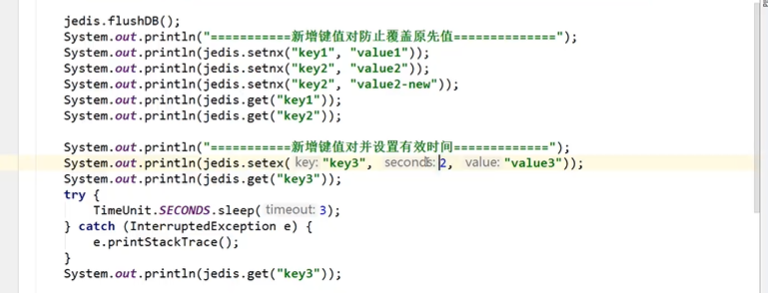 jedis.flushDB();
System.out.println("===========新增键值对防止覆盖原先值==============");
System.out.println(jedis.setnx("key1", "value1"));
System.out.println(jedis.setnx("key2", "value2"));
System.out.println(jedis.setnx("key2", "value2-new"));
System.out.println(jedis.get("key1"));
System.out.println(jedis.get("key2"));
System.out.println("===========新增键值对并设置有效时间=============");
System.out.println(jedis.setex( key: "key3", seconds: 2, value: "value3"));
System.out.println(jedis.get("key3"));
try {
TimeUnit.SECONDS.sleep( timeout: 3);
} catch (InterruptedException e) {
e.printStackTrace();
}
System.out.println(jedis.get("key3"));